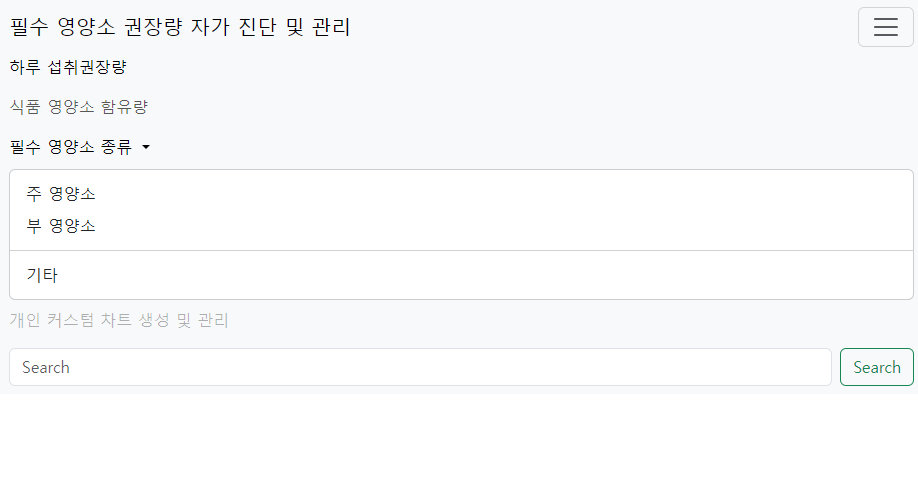 필수 영양소 권장량 자가 진단 및 관리
하루 섭취권장량
식품 영양소 함유량
필수 영양소 종류
주 영양소
부 영양소
기타
개인 커스텀 차트 생성 및 관리
Search Search